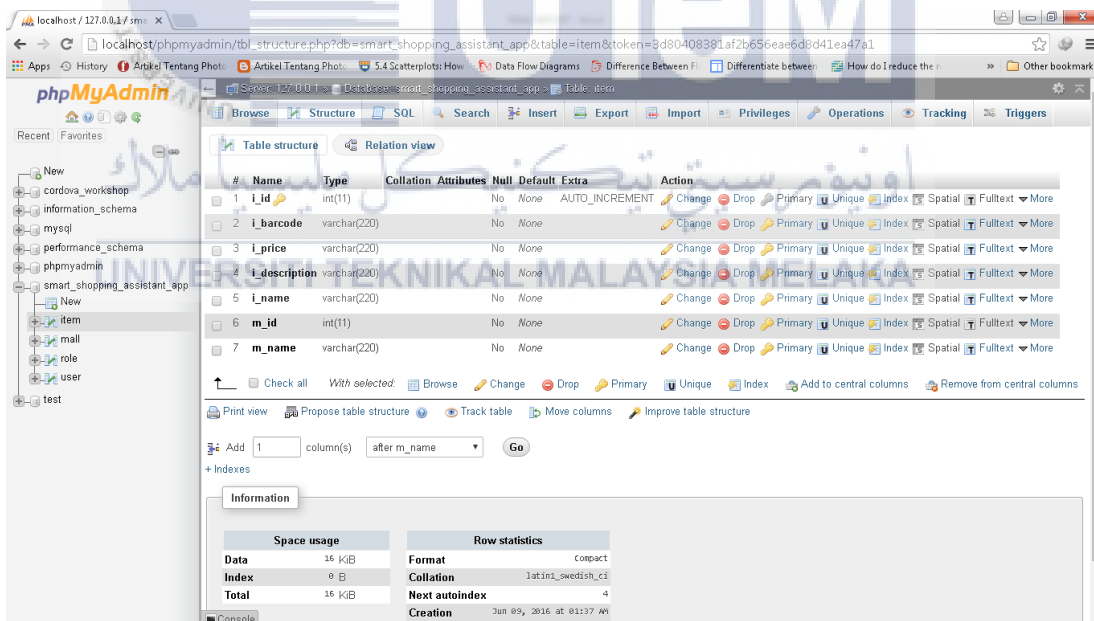 localhost / 127.0.0.1 / sma
localhost/phpmyadmin/tbl_structure.php?db=smart_shopping_assistant_app&table=item&token=3d80408381af2b656eae6d8d41ea47a1
Apps History Artikel Tentang Photo Artikel Tentang Photo 5.4 Scatterplots: How Data Flow Diagrams Difference Between Fl Differentiate between How do I reduce the n » Other bookmark
phpMyAdmin
Recent Favorites
New
cordova_workshop
information_schema
mysql
performance_schema
phpmyadmin
smart_shopping_assistant_app
New
item
mall
role
user
test
Server: 127.0.0.1 » Database: smart_shopping_assistant_app » Table: item
Browse Structure SQL Search Insert Export Import Privileges Operations Tracking Triggers
Table structure Relation view
اونيۏرسيتي تيكنيكل مليسيا ملاك
UNIVERSITI TEKNIKAL MALAYSIA MELAKA
UTeM
# Name Type Collation Attributes Null Default Extra Action
1 i_id int(11) No None AUTO_INCREMENT Change Drop Primary Unique Index Spatial Fulltext More
2 i_barcode varchar(220) No None Change Drop Primary Unique Index Spatial Fulltext More
3 i_price varchar(220) No None Change Drop Primary Unique Index Spatial Fulltext More
4 i_description varchar(220) No None Change Drop Primary Unique Index Spatial Fulltext More
5 i_name varchar(220) No None Change Drop Primary Unique Index Spatial Fulltext More
6 m_id int(11) No None Change Drop Primary Unique Index Spatial Fulltext More
7 m_name varchar(220) No None Change Drop Primary Unique Index Spatial Fulltext More
Check all With selected: Browse Change Drop Primary Unique Index Add to central columns Remove from central columns
Print view Propose table structure Track table Move columns Improve table structure
Add 1 column(s) after m_name Go
+ Indexes
Information
Space usage
Data 16 KiB
Index 0 B
Total 16 KiB
Row statistics
Format Compact
Collation latin1_swedish_ci
Next autoindex 4
Creation Jun 09, 2016 at 01:37 AM
Console